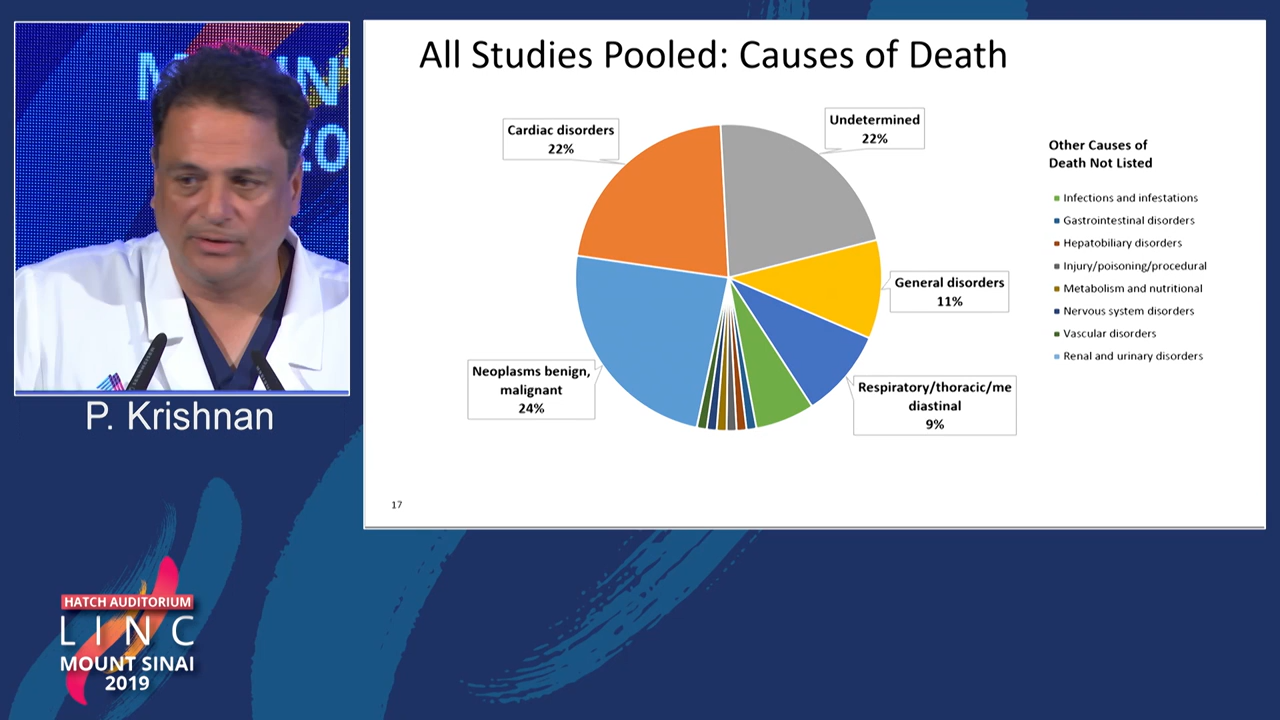 All Studies Pooled: Causes of Death
Cardiac disorders
22%
Undetermined
22%
General disorders
11%
Respiratory/thoracic/me
diastinal
9%
Neoplasms benign,
malignant
24%
Other Causes of
Death Not Listed
Infections and infestations
Gastrointestinal disorders
Hepatobiliary disorders
Injury/poisoning/procedural
Metabolism and nutritional
Nervous system disorders
Vascular disorders
Renal and urinary disorders
17
P. Krishnan
HATCH AUDITORIUM
LINC
MOUNT SINAI
2019